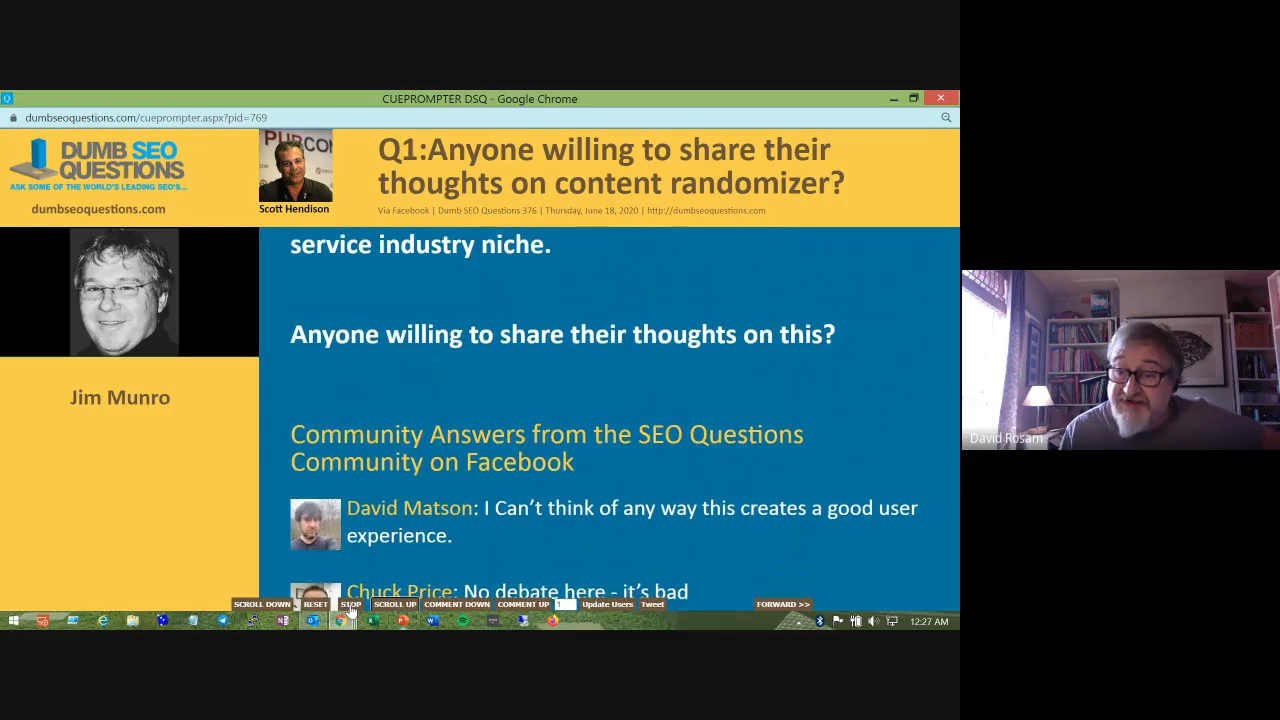 CUEPROMPTER DSQ - Google Chrome
dumbseoquestions.com/cueprompter.aspx?pid=769
DUMB SEO
QUESTIONS
ASK SOME OF THE WORLD'S LEADING SEO'S...
dumbseoquestions.com
PUBCON
Scott Hendison
Q1:Anyone willing to share their
thoughts on content randomizer?
Via Facebook | Dumb SEO Questions 376 | Thursday, June 18, 2020 | http://dumbseoquestions.com
Jim Munro
service industry niche.
Anyone willing to share their thoughts on this?
Community Answers from the SEO Questions
Community on Facebook
David Matson: I Can't think of any way this creates a good user
experience.
Chuck Price: No debate here - it's bad
SCROLL DOWN RESET STOP SCROLL UP COMMENT DOWN COMMENT UP 1 Update Users Tweet FORWARD >>
12:27 AM
David Rosam